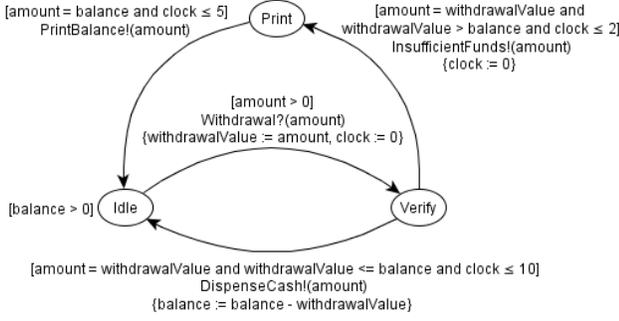 [amount = balance and clock ≤ 5]
PrintBalance!(amount)
Print
[amount = withdrawalValue and
withdrawalValue > balance and clock ≤ 2]
InsufficientFunds!(amount)
{clock := 0}
[amount > 0]
Withdrawal?(amount)
{withdrawalValue := amount, clock := 0}
[balance > 0]
Idle
Verify
[amount = withdrawalValue and withdrawalValue <= balance and clock ≤ 10]
DispenseCash!(amount)
{balance := balance - withdrawalValue}